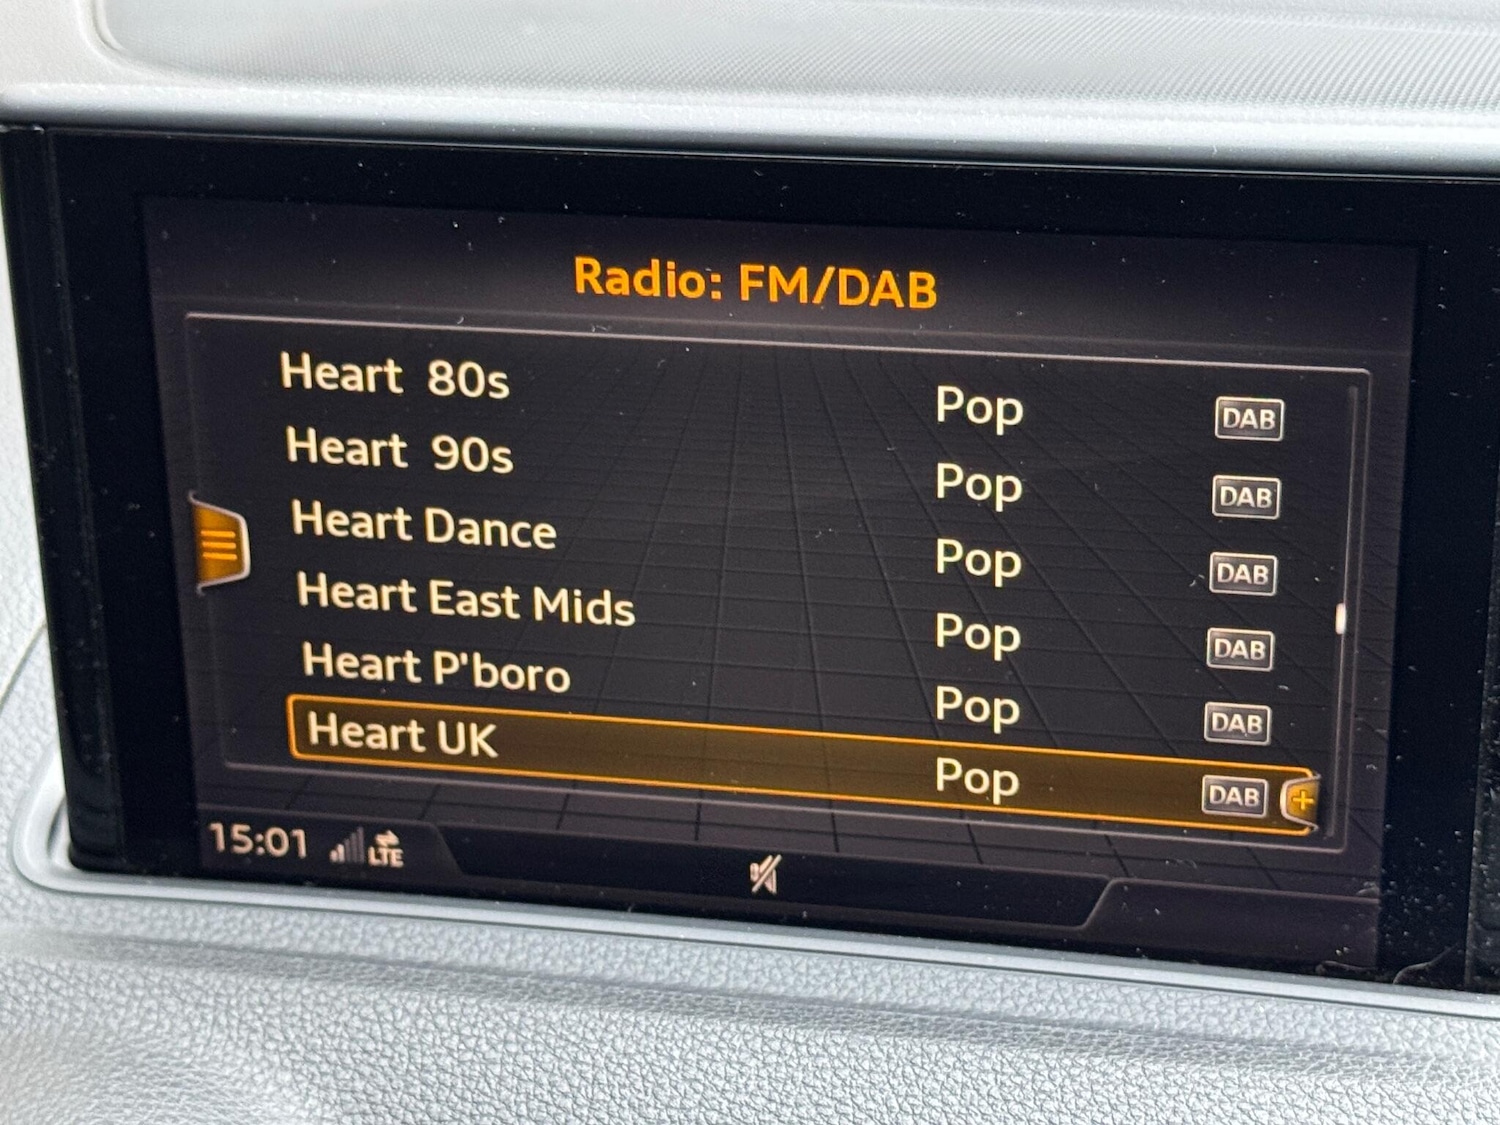 Radio: FM/DAB
Heart 80s Pop DAB
Heart 90s Pop DAB
Heart Dance Pop DAB
Heart East Mids Pop DAB
Heart P'boro Pop DAB
Heart UK Pop DAB +
15:01 LTE